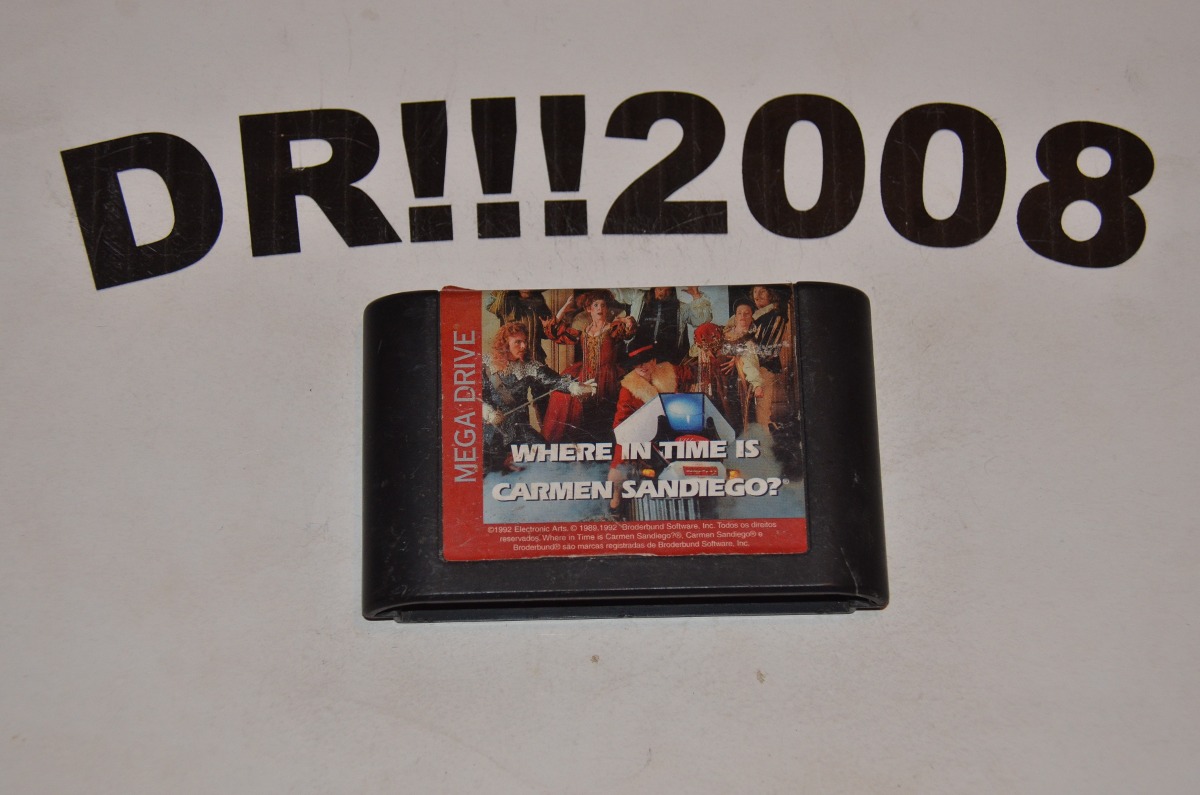 DR!!!2008
MEGA DRIVE
WHERE IN TIME IS
CARMEN SANDIEGO?®
©1992 Electronic Arts. © 1989,1992 Broderbund Software, Inc. Todos os direitos
reservados. Where in Time is Carmen Sandiego?®, Carmen Sandiego® e
Broderbund® são marcas registradas de Broderbund Software, Inc.